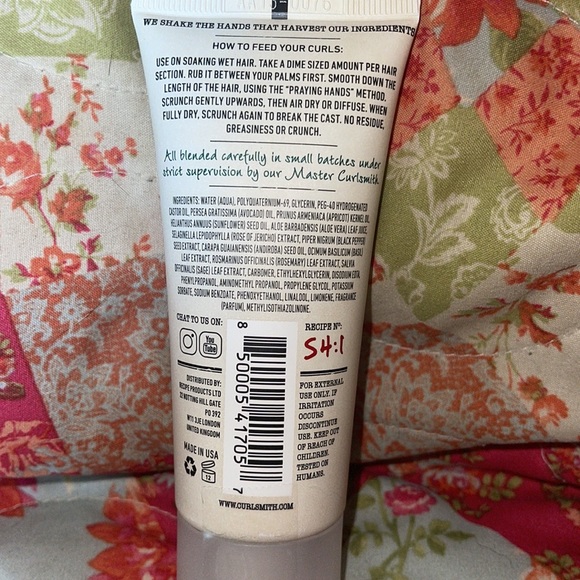 WE SHAKE THE HANDS THAT HARVEST OUR INGREDIENTS
HOW TO FEED YOUR CURLS:
USE ON SOAKING WET HAIR. TAKE A DIME SIZED AMOUNT PER HAIR
SECTION. RUB IT BETWEEN YOUR PALMS FIRST. SMOOTH DOWN THE
LENGTH OF THE HAIR, USING THE "PRAYING HANDS" METHOD.
SCRUNCH GENTLY UPWARDS, THEN AIR DRY OR DIFFUSE. WHEN
FULLY DRY, SCRUNCH AGAIN TO BREAK THE CAST. NO RESIDUE,
GREASINESS OR CRUNCH.
All blended carefully in small batches under
strict supervision by our Master Curlsmith.
INGREDIENTS: WATER (AQUA), POLYQUATERNIUM-69, GLYCERIN, PEG-40 HYDROGENATED
CASTOR OIL, PERSEA GRATISSIMA (AVOCADO) OIL, PRUNUS ARMENIACA (APRICOT) KERNEL OIL,
HELIANTHUS ANNUUS (SUNFLOWER) SEED OIL, ALOE BARBADENSIS (ALOE VERA) LEAF JUICE,
SELAGINELLA LEPIDOPHYLLA (ROSE OF JERICHO) EXTRACT, PIPER NIGRUM (BLACK PEPPER)
SEED EXTRACT, CARAPA GUAIANENSIS (ANDIROBA) SEED OIL, OCIMUM BASILICUM (BASIL)
LEAF EXTRACT, ROSMARINUS OFFICINALIS (ROSEMARY) LEAF EXTRACT, SALVIA
OFFICINALIS (SAGE) LEAF EXTRACT, CARBOMER, ETHYLHEXYLGLYCERIN, DISODIUM EDTA,
PHENYLPROPANOL, AMINOMETHYL PROPANOL, PROPYLENE GLYCOL, POTASSIUM
SORBATE, SODIUM BENZOATE, PHENOXYETHANOL, LINALOOL, LIMONENE, FRAGRANCE
(PARFUM), METHYLISOTHIAZOLINONE.
CHAT TO US ON:
You
Tube
RECIPE Nº:
S4:1
DISTRIBUTED BY:
RECIPE PRODUCTS LTD
32 NOTTING HILL GATE
PO 392
W11 3JE LONDON
UNITED KINGDOM
MADE IN USA
12
8 50005 41705 7
FOR EXTERNAL
USE ONLY. IF
IRRITATION
OCCURS
DISCONTINUE
USE. KEEP OUT
OF REACH OF
CHILDREN.
TESTED ON
HUMANS.
WWW.CURLSMITH.COM